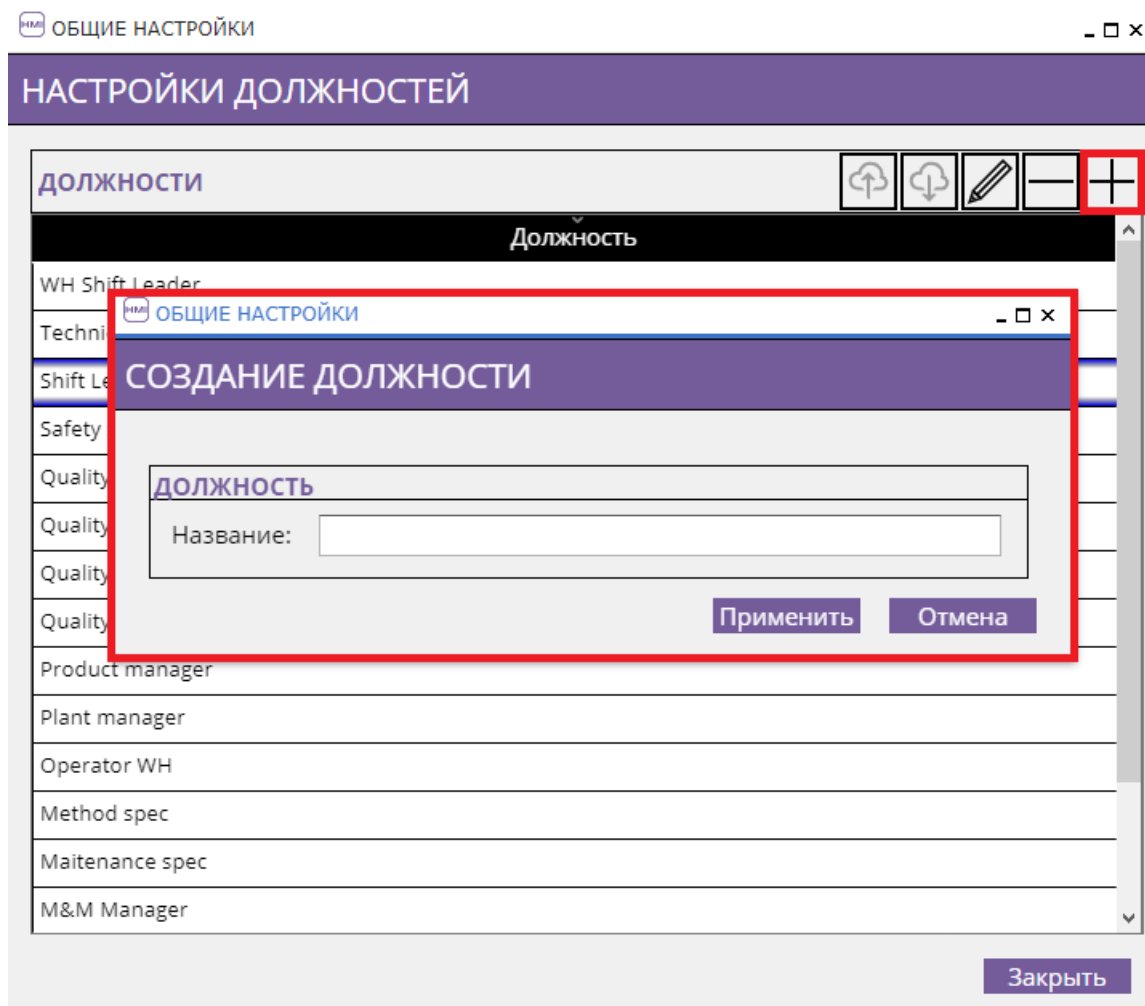 HMI ОБЩИЕ НАСТРОЙКИ
НАСТРОЙКИ ДОЛЖНОСТЕЙ
ДОЛЖНОСТИ
Должность
WH Shift Leader
Techni
Shift Le
Safety
Quality
Quality
Quality
Quality
HMI ОБЩИЕ НАСТРОЙКИ
СОЗДАНИЕ ДОЛЖНОСТИ
ДОЛЖНОСТЬ
Название:
Применить Отмена
Product manager
Plant manager
Operator WH
Method spec
Maitenance spec
M&M Manager
Закрыть